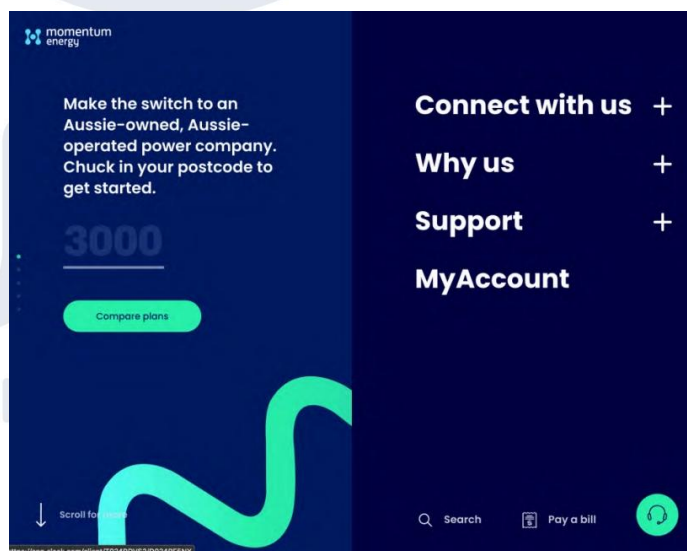 momentum
energy
Make the switch to an
Aussie-owned, Aussie-
operated power company.
Chuck in your postcode to
get started.
3000
Compare plans
Scroll for more
Connect with us +
Why us +
Support +
MyAccount
Search
Pay a bill